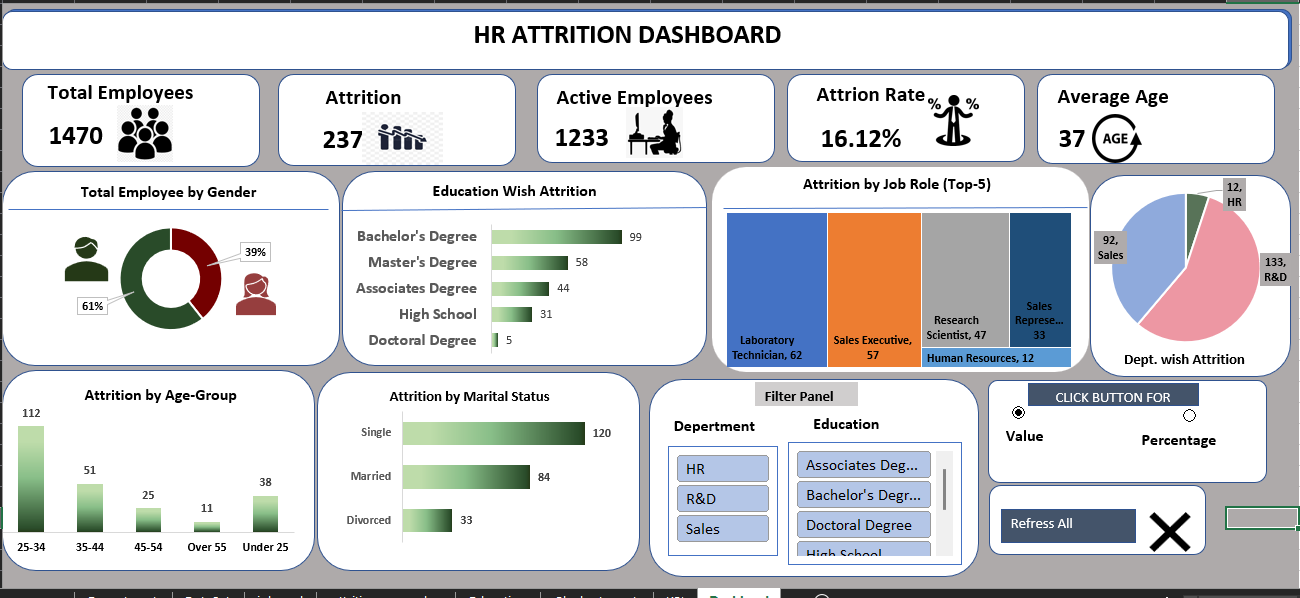 HR ATTRITION DASHBOARD
Total Employees
1470
Attrition
237
Active Employees
1233
Attrion Rate
% %
16.12%
Average Age
37
AGE
Total Employee by Gender
39%
61%
Education Wish Attrition
Bachelor's Degree 99
Master's Degree 58
Associates Degree 44
High School 31
Doctoral Degree 5
Attrition by Job Role (Top-5)
Laboratory
Technician, 62
Sales Executive,
57
Research
Scientist, 47
Sales
Represe...
33
Human Resources, 12
12,
HR
92,
Sales
133,
R&D
Dept. wish Attrition
Attrition by Age-Group
112
51
25
11
38
25-34 35-44 45-54 Over 55 Under 25
Attrition by Marital Status
Single 120
Married 84
Divorced 33
Filter Panel
Depertment
HR
R&D
Sales
Education
Associates Deg...
Bachelor's Degr...
Doctoral Degree
High School
CLICK BUTTON FOR
Value
Percentage
Refress All